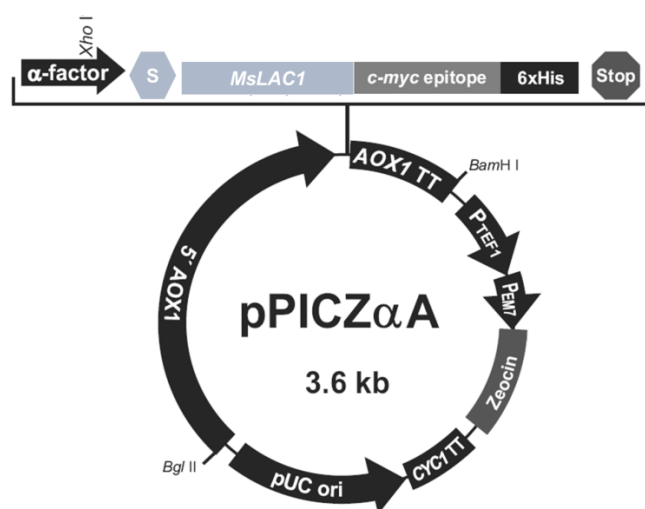 Xho I
α-factor
S
MsLAC1
c-myc epitope
6xHis
Stop
AOX1 TT
BamH I
PTEF1
PEM7
Zeocin
CYC1 TT
pUC ori
Bgl II
5´ AOX1
pPICZαA
3.6 kb